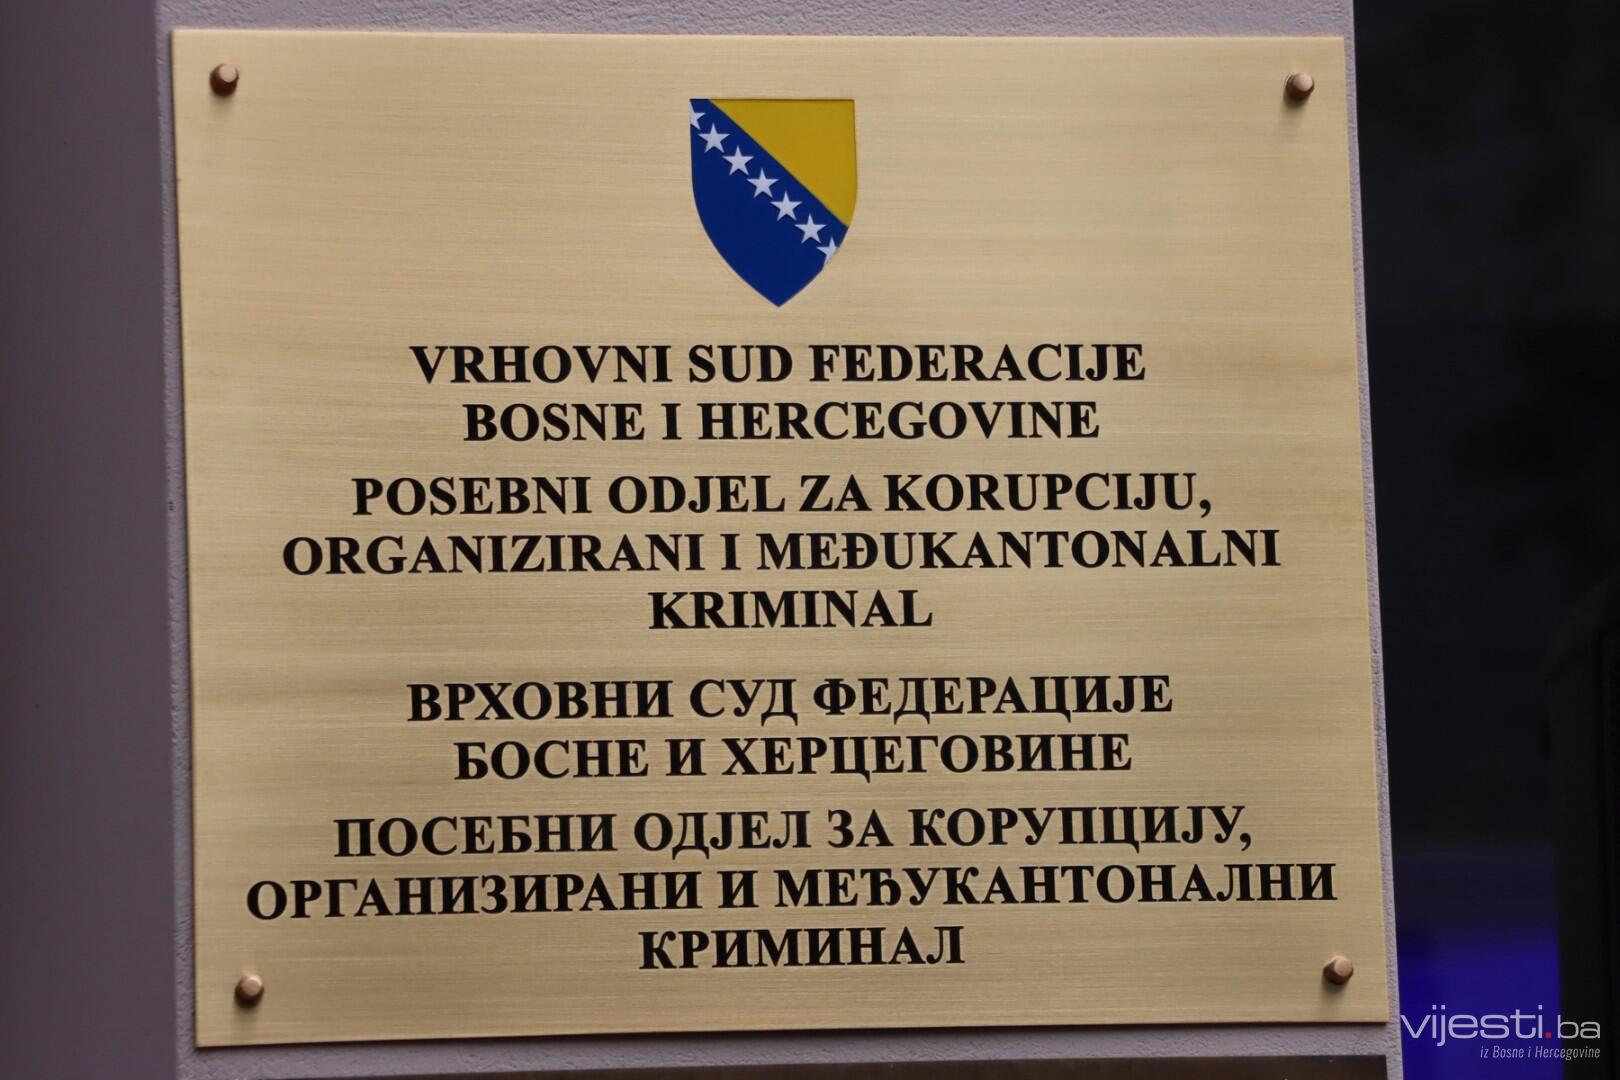 VRHOVNI SUD FEDERACIJE
BOSNE I HERCEGOVINE
POSEBNI ODJEL ZA KORUPCIJU,
ORGANIZIRANI I MEĐUKANTONALNI
KRIMINAL
ВРХОВНИ СУД ФЕДЕРАЦИЈЕ
БОСНЕ И ХЕРЦЕГОВИНЕ
ПОСЕБНИ ОДЈЕЛ ЗА КОРУПЦИЈУ,
ОРГАНИЗИРАНИ И МЕЂУКАНТОНАЛНИ
КРИМИНАЛ
vijesti.ba
iz Bosne i Hercegovine